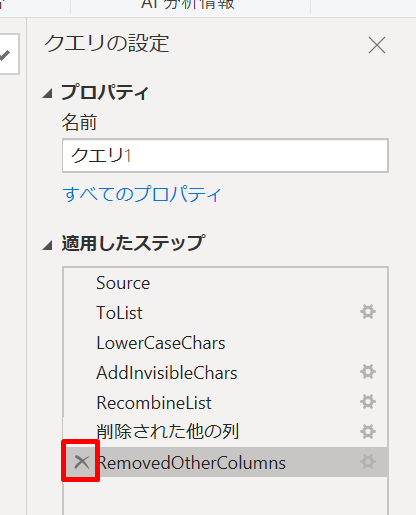 AI 分析情報
クエリの設定
プロパティ
名前
クエリ1
すべてのプロパティ
適用したステップ
Source
ToList
LowerCaseChars
AddInvisibleChars
RecombineList
削除された他の列
RemovedOtherColumns